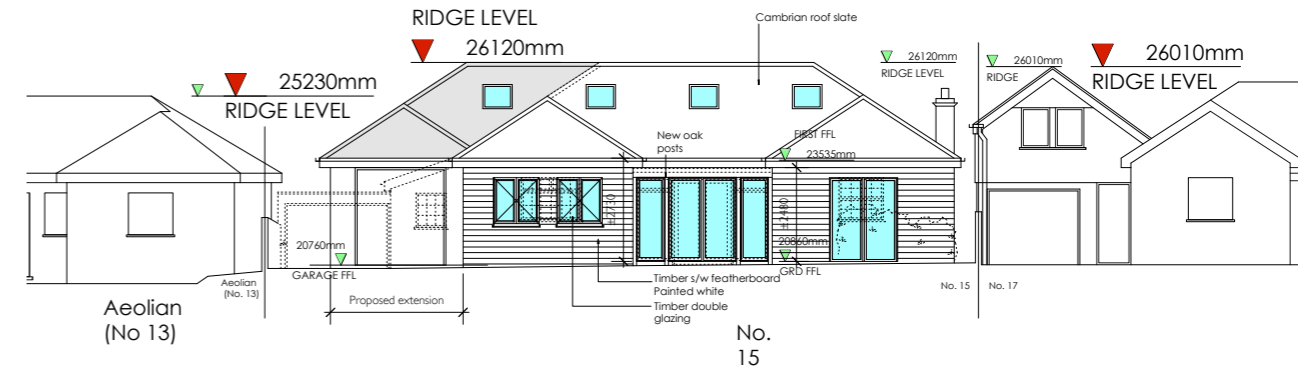 RIDGE LEVEL
26120mm
Cambrian roof slate
25230mm
RIDGE LEVEL
26120mm
RIDGE LEVEL
26010mm
RIDGE
26010mm
RIDGE LEVEL
New oak
posts
FIRST FFL
23535mm
±2730
±2480
20760mm
GARAGE FFL
20860mm
GRD FFL
Aeolian
(No. 13)
Proposed extension
Timber s/w featherboard
Painted white
Timber double
glazing
No. 15
No. 17
Aeolian
(No 13)
No.
15